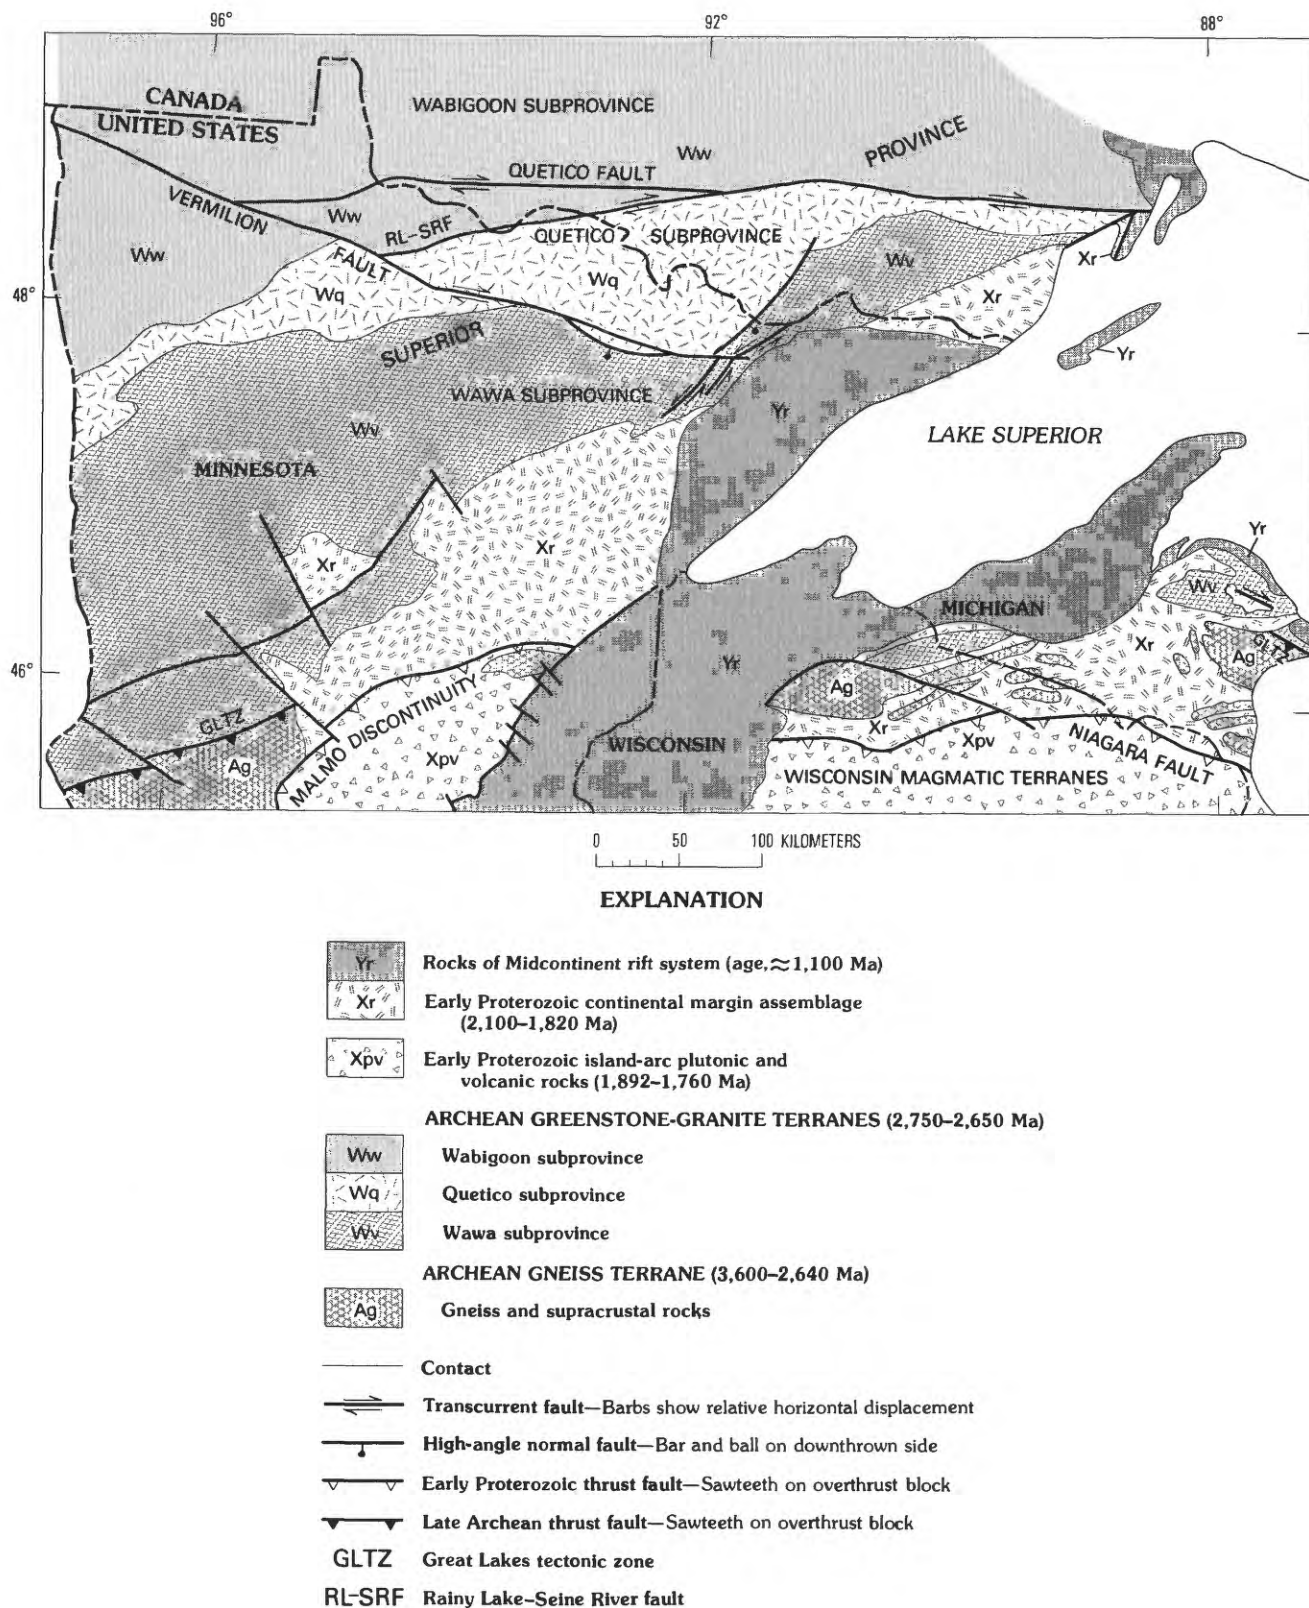 96° 92° 88°
CANADA
UNITED STATES
WABIGOON SUBPROVINCE
Ww
PROVINCE
QUETICO FAULT
VERMILION
Ww
RL-SRF
QUETICO ? SUBPROVINCE
Ww
FAULT
Wv
Xr
48°
Wq
Wq
Xr
SUPERIOR
Yr
WAWA SUBPROVINCE
Yr
Wv
LAKE SUPERIOR
MINNESOTA
Yr
Xr
Xr
Wv
MICHIGAN
Xr
GLTZ
46°
Yr
Ag
Ag
MALMO DISCONTINUITY
GLTZ
Xr
Xpv
NIAGARA FAULT
WISCONSIN
Ag
Xpv
WISCONSIN MAGMATIC TERRANES
0 50 100 KILOMETERS
EXPLANATION
Yr Rocks of Midcontinent rift system (age, ≈1,100 Ma)
Xr Early Proterozoic continental margin assemblage
(2,100–1,820 Ma)
Xpv Early Proterozoic island-arc plutonic and
volcanic rocks (1,892–1,760 Ma)
ARCHEAN GREENSTONE-GRANITE TERRANES (2,750–2,650 Ma)
Ww Wabigoon subprovince
Wq Quetico subprovince
Wv Wawa subprovince
ARCHEAN GNEISS TERRANE (3,600–2,640 Ma)
Ag Gneiss and supracrustal rocks
Contact
Transcurrent fault—Barbs show relative horizontal displacement
High-angle normal fault—Bar and ball on downthrown side
Early Proterozoic thrust fault—Sawteeth on overthrust block
Late Archean thrust fault—Sawteeth on overthrust block
GLTZ Great Lakes tectonic zone
RL-SRF Rainy Lake–Seine River fault